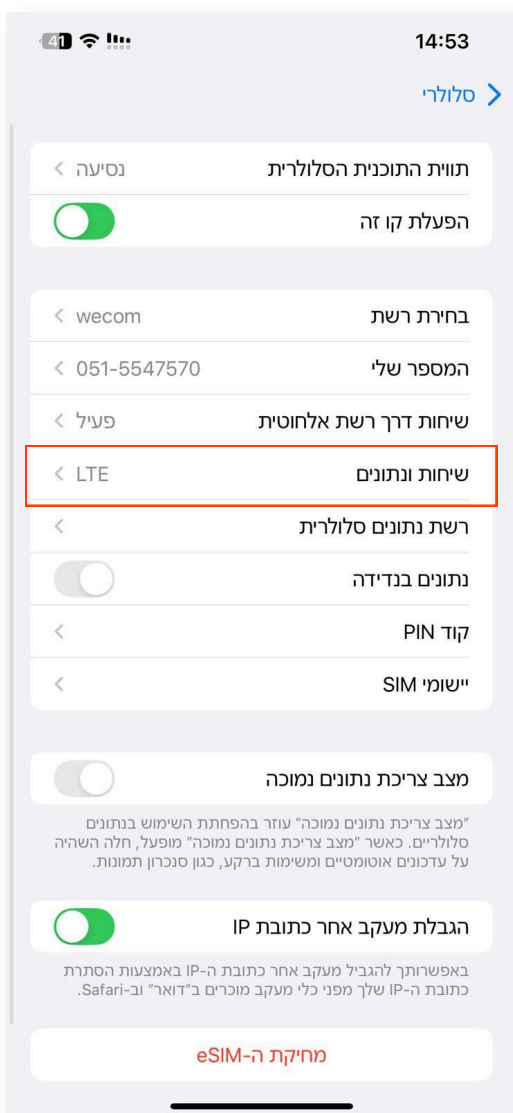 14:53
41
סלולרי
תווית התוכנית הסלולרית נסיעה
הפעלת קו זה
בחירת רשת wecom
המספר שלי 051-5547570
שיחות דרך רשת אלחוטית פעיל
שיחות ונתונים LTE
רשת נתונים סלולרית
נתונים בנדידה
קוד PIN
יישומי SIM
מצב צריכת נתונים נמוכה
״מצב צריכת נתונים נמוכה״ עוזר בהפחתת השימוש בנתונים
סלולריים. כאשר ״מצב צריכת נתונים נמוכה״ מופעל, חלה השהיה
על עדכונים אוטומטיים ומשימות ברקע, כגון סנכרון תמונות.
הגבלת מעקב אחר כתובת IP
באפשרותך להגביל מעקב אחר כתובת ה-IP באמצעות הסתרת
כתובת ה-IP שלך מפני כלי מעקב מוכרים ב״דואר״ וב-Safari.
מחיקת ה-eSIM